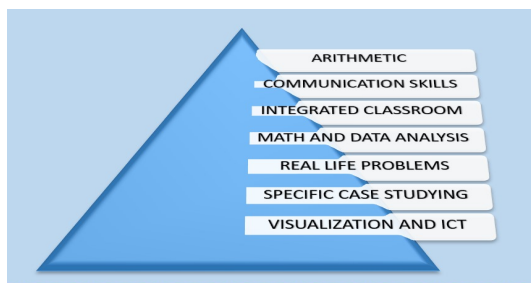 ARITHMETIC
COMMUNICATION SKILLS
INTEGRATED CLASSROOM
MATH AND DATA ANALYSIS
REAL LIFE PROBLEMS
SPECIFIC CASE STUDYING
VISUALIZATION AND ICT